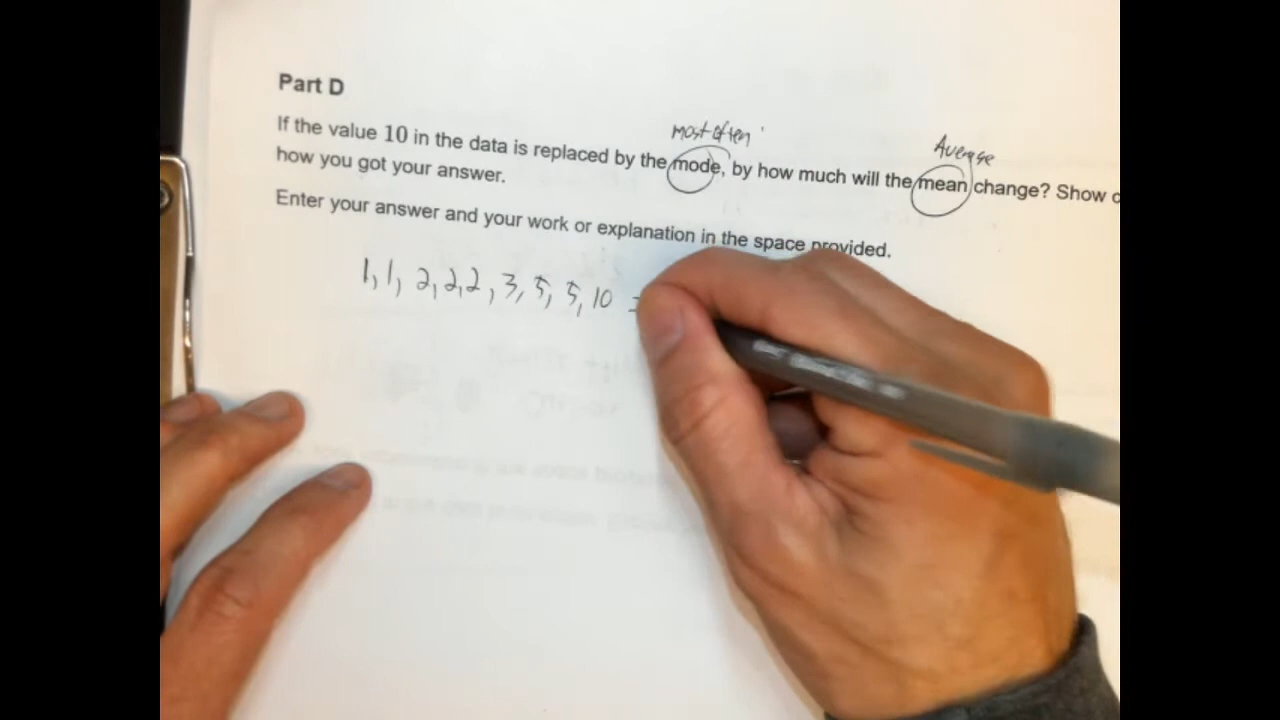 Part D
most often
Average
If the value 10 in the data is replaced by the mode, by how much will the mean change? Show
how you got your answer.
Enter your answer and your work or explanation in the space provided.
1, 1, 2, 2, 2, 3, 5, 5, 10 =